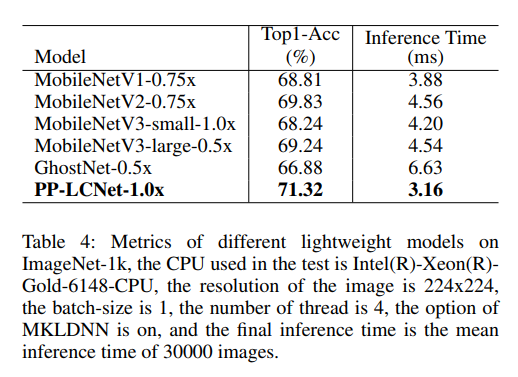 Model Top1-Acc (%) Inference Time (ms)
MobileNetV1-0.75x 68.81 3.88
MobileNetV2-0.75x 69.83 4.56
MobileNetV3-small-1.0x 68.24 4.20
MobileNetV3-large-0.5x 69.24 4.54
GhostNet-0.5x 66.88 6.63
PP-LCNet-1.0x 71.32 3.16
Table 4: Metrics of different lightweight models on
ImageNet-1k, the CPU used in the test is Intel(R)-Xeon(R)-
Gold-6148-CPU, the resolution of the image is 224x224,
the batch-size is 1, the number of thread is 4, the option of
MKLDNN is on, and the final inference time is the mean
inference time of 30000 images.